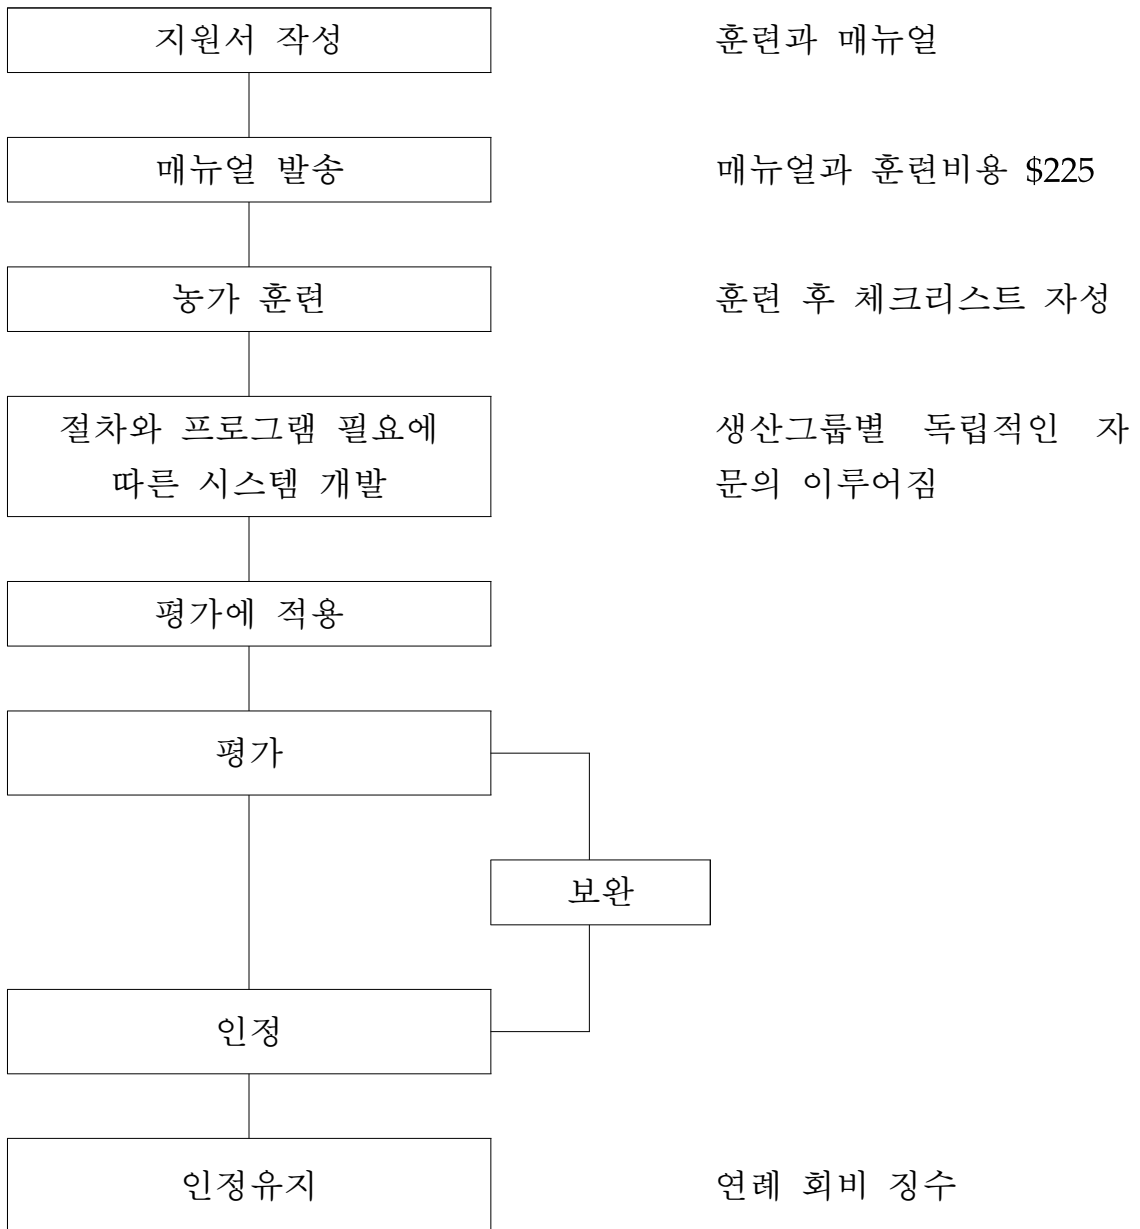 지원서 작성
훈련과 매뉴얼
매뉴얼 발송
매뉴얼과 훈련비용 $225
농가 훈련
훈련 후 체크리스트 자성
절차와 프로그램 필요에
따른 시스템 개발
생산그룹별 독립적인 자
문의 이루어짐
평가에 적용
평가
보완
인정
인정유지
연례 회비 징수